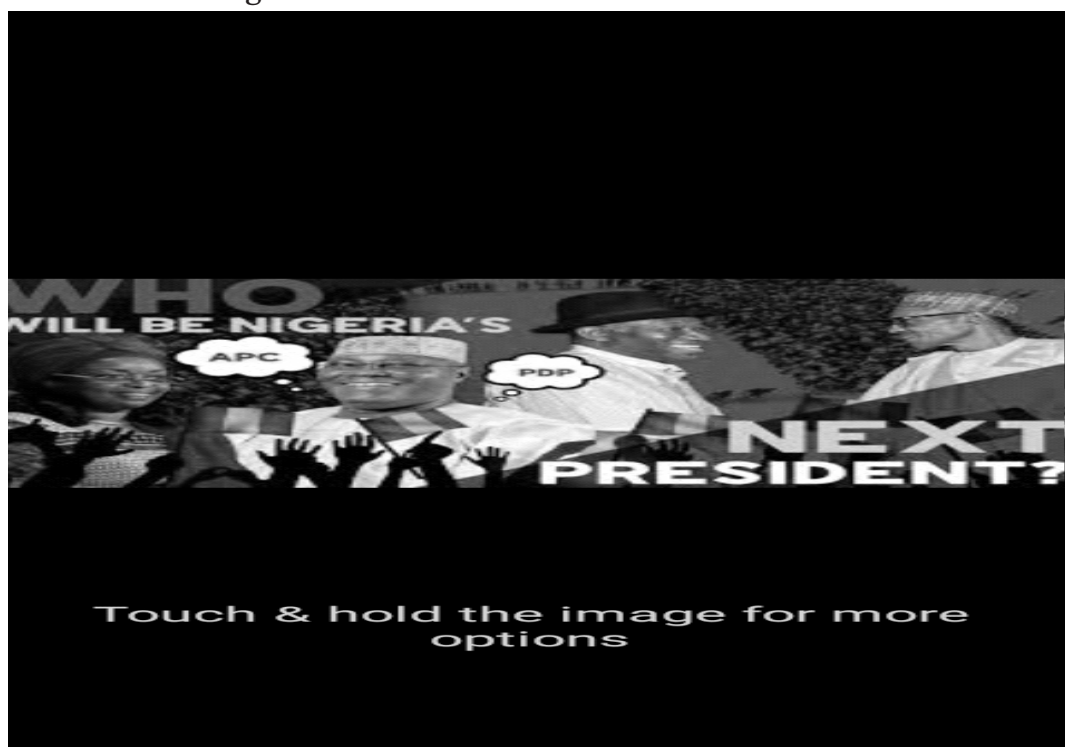 WHO
WILL BE NIGERIA'S
APC
PDP
NEXT
PRESIDENT?
Touch & hold the image for more
options